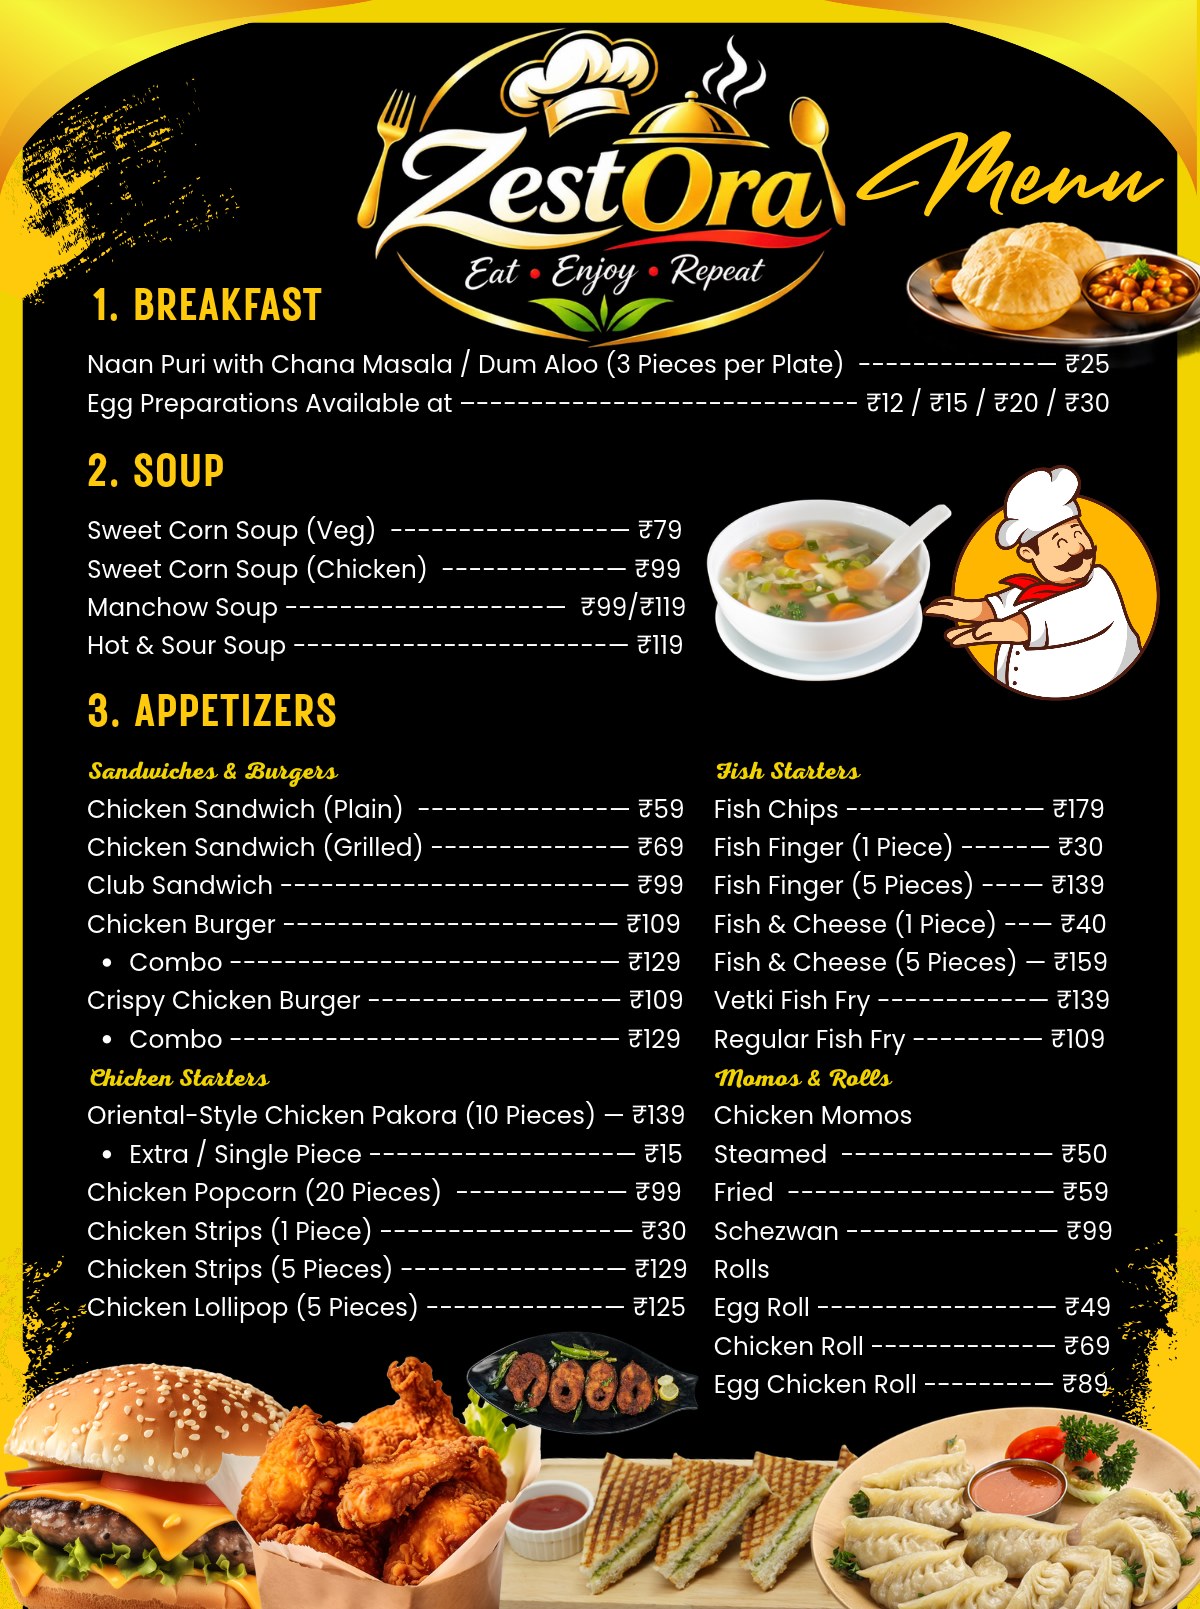 ZestOra
Eat • Enjoy • Repeat
Menu
1. BREAKFAST
Naan Puri with Chana Masala / Dum Aloo (3 Pieces per Plate) ---------------— ₹25
Egg Preparations Available at ----------------------------- ₹12 / ₹15 / ₹20 / ₹30
2. SOUP
Sweet Corn Soup (Veg) -----------------— ₹79
Sweet Corn Soup (Chicken) -------------— ₹99
Manchow Soup --------------------— ₹99/₹119
Hot & Sour Soup ------------------------— ₹119
3. APPETIZERS
Sandwiches & Burgers
Chicken Sandwich (Plain) ---------------— ₹59
Chicken Sandwich (Grilled) --------------— ₹69
Club Sandwich -------------------------— ₹99
Chicken Burger ------------------------— ₹109
• Combo ----------------------------— ₹129
Crispy Chicken Burger ------------------— ₹109
• Combo ----------------------------— ₹129
Chicken Starters
Oriental-Style Chicken Pakora (10 Pieces) — ₹139
• Extra / Single Piece -------------------— ₹15
Chicken Popcorn (20 Pieces) ------------— ₹99
Chicken Strips (1 Piece) ------------------— ₹30
Chicken Strips (5 Pieces) ----------------— ₹129
Chicken Lollipop (5 Pieces) --------------— ₹125
Fish Starters
Fish Chips --------------— ₹179
Fish Finger (1 Piece) -----— ₹30
Fish Finger (5 Pieces) ---— ₹139
Fish & Cheese (1 Piece) --— ₹40
Fish & Cheese (5 Pieces) — ₹159
Vetki Fish Fry -----------— ₹139
Regular Fish Fry --------— ₹109
Momos & Rolls
Chicken Momos
Steamed ---------------— ₹50
Fried -------------------— ₹59
Schezwan ---------------— ₹99
Rolls
Egg Roll -----------------— ₹49
Chicken Roll -------------— ₹69
Egg Chicken Roll --------— ₹89